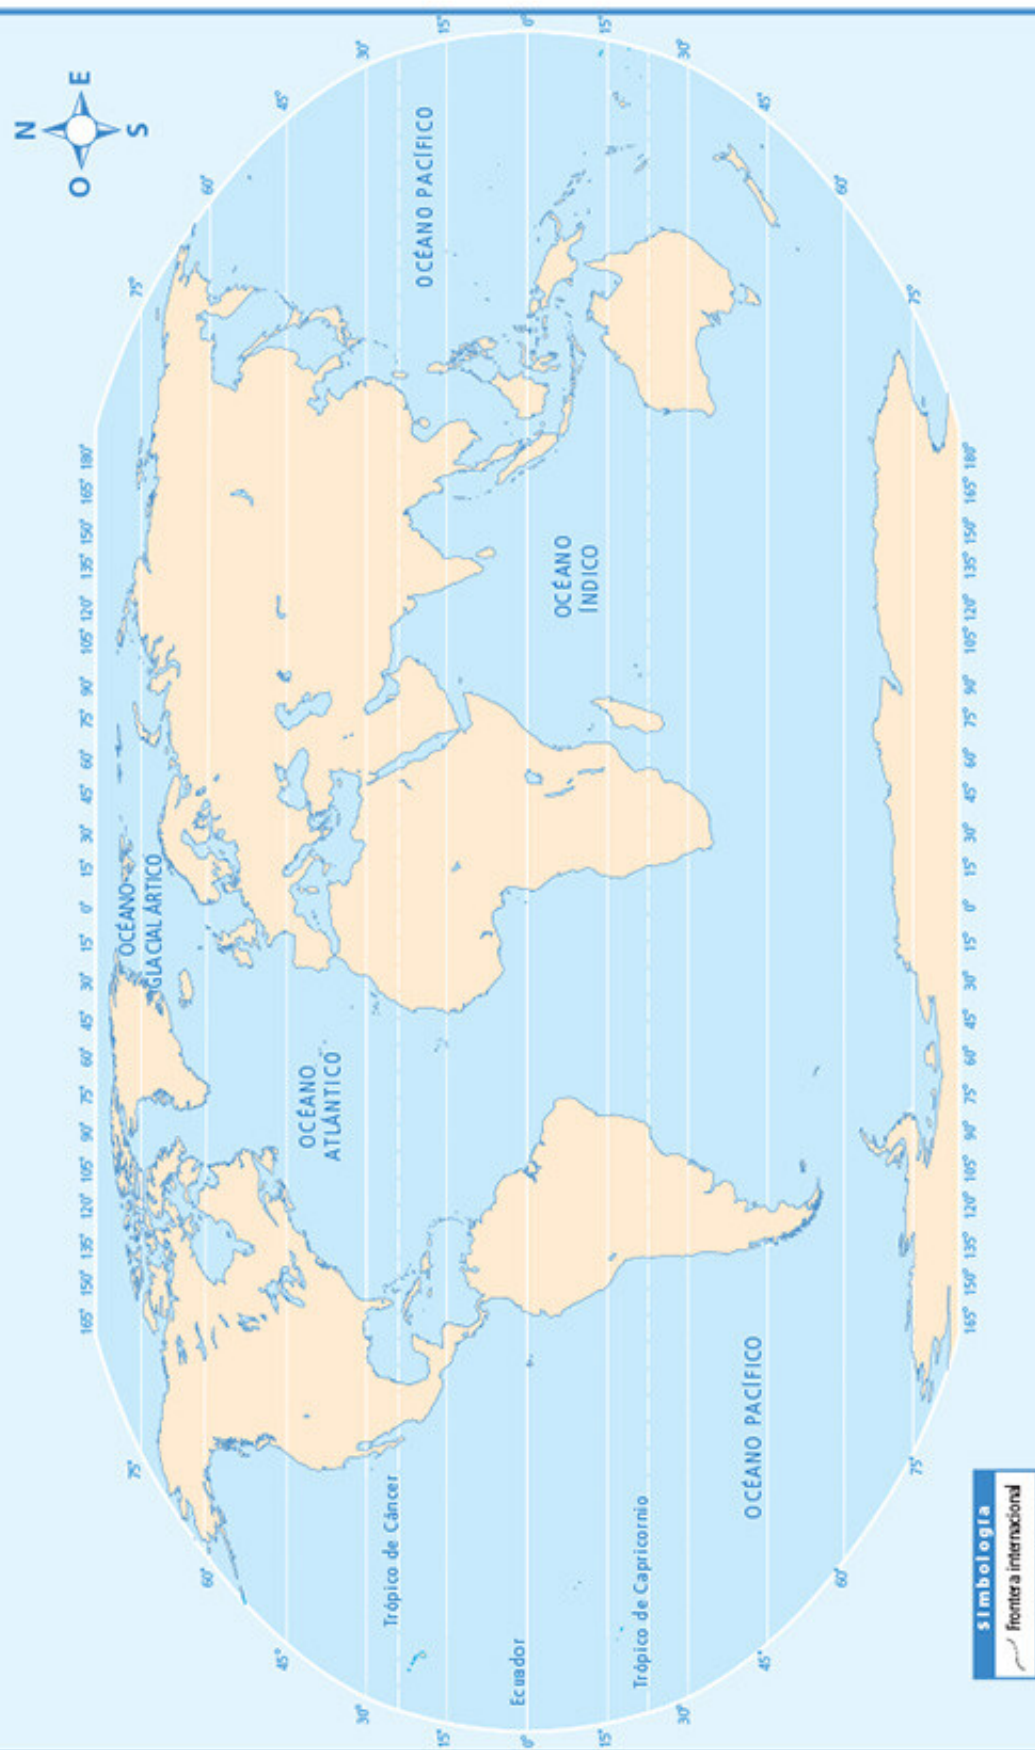 N
O
E
S
165° 150° 135° 120° 105° 90° 75° 60° 45° 30° 15° 0° 15° 30° 45° 60° 75° 90° 105° 120° 135° 150° 165° 180°
75°
75°
OCÉANO
GLACIAL ÁRTICO
60°
60°
45°
45°
OCÉANO
ATLÁNTICO
30°
30°
Trópico de Cáncer
OCÉANO PACÍFICO
15°
15°
Ecuador
0°
0°
OCÉANO
ÍNDICO
15°
15°
Trópico de Capricornio
30°
30°
OCÉANO PACÍFICO
45°
45°
60°
60°
75°
75°
165° 150° 135° 120° 105° 90° 75° 60° 45° 30° 15° 0° 15° 30° 45° 60° 75° 90° 105° 120° 135° 150° 165° 180°
Simbología
Frontera internacional